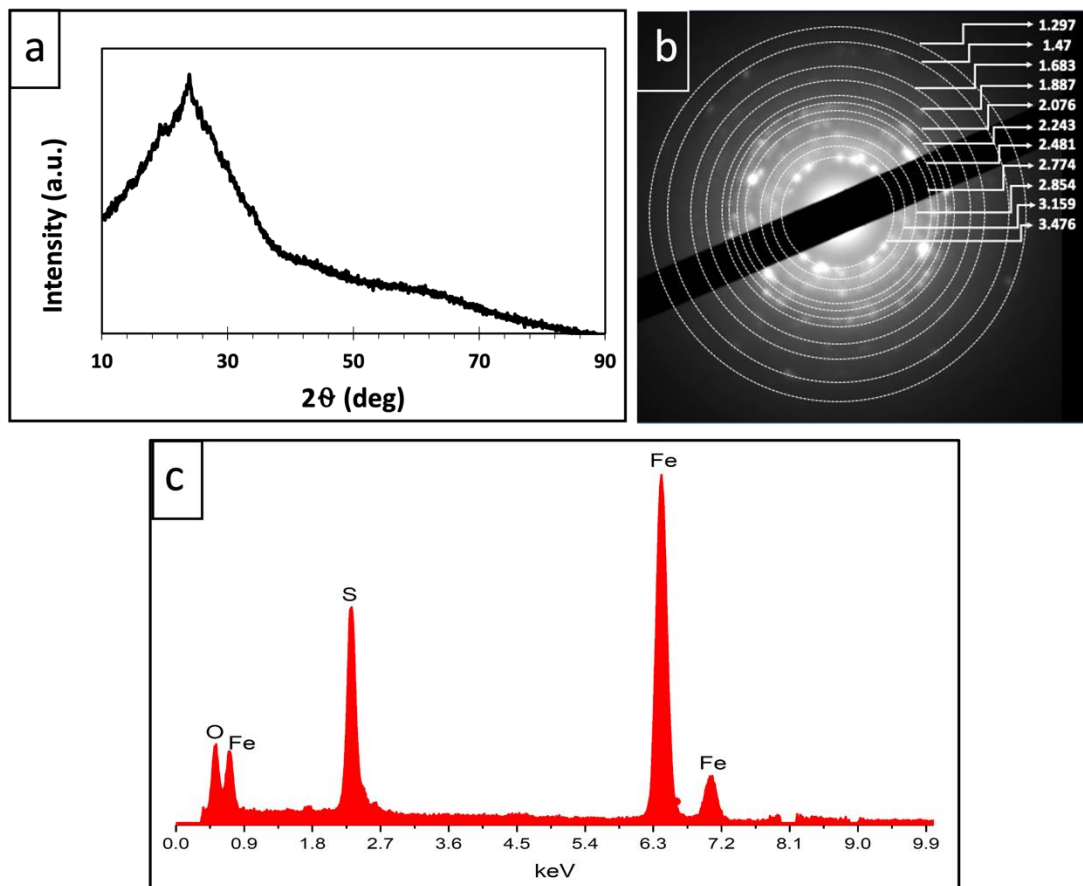 a
Intensity (a.u.)
10 30 50 70 90
2ϑ (deg)
b
1.297
1.47
1.683
1.887
2.076
2.243
2.481
2.774
2.854
3.159
3.476
c
Fe
S
O
Fe
Fe
0.0 0.9 1.8 2.7 3.6 4.5 5.4 6.3 7.2 8.1 9.0 9.9
keV